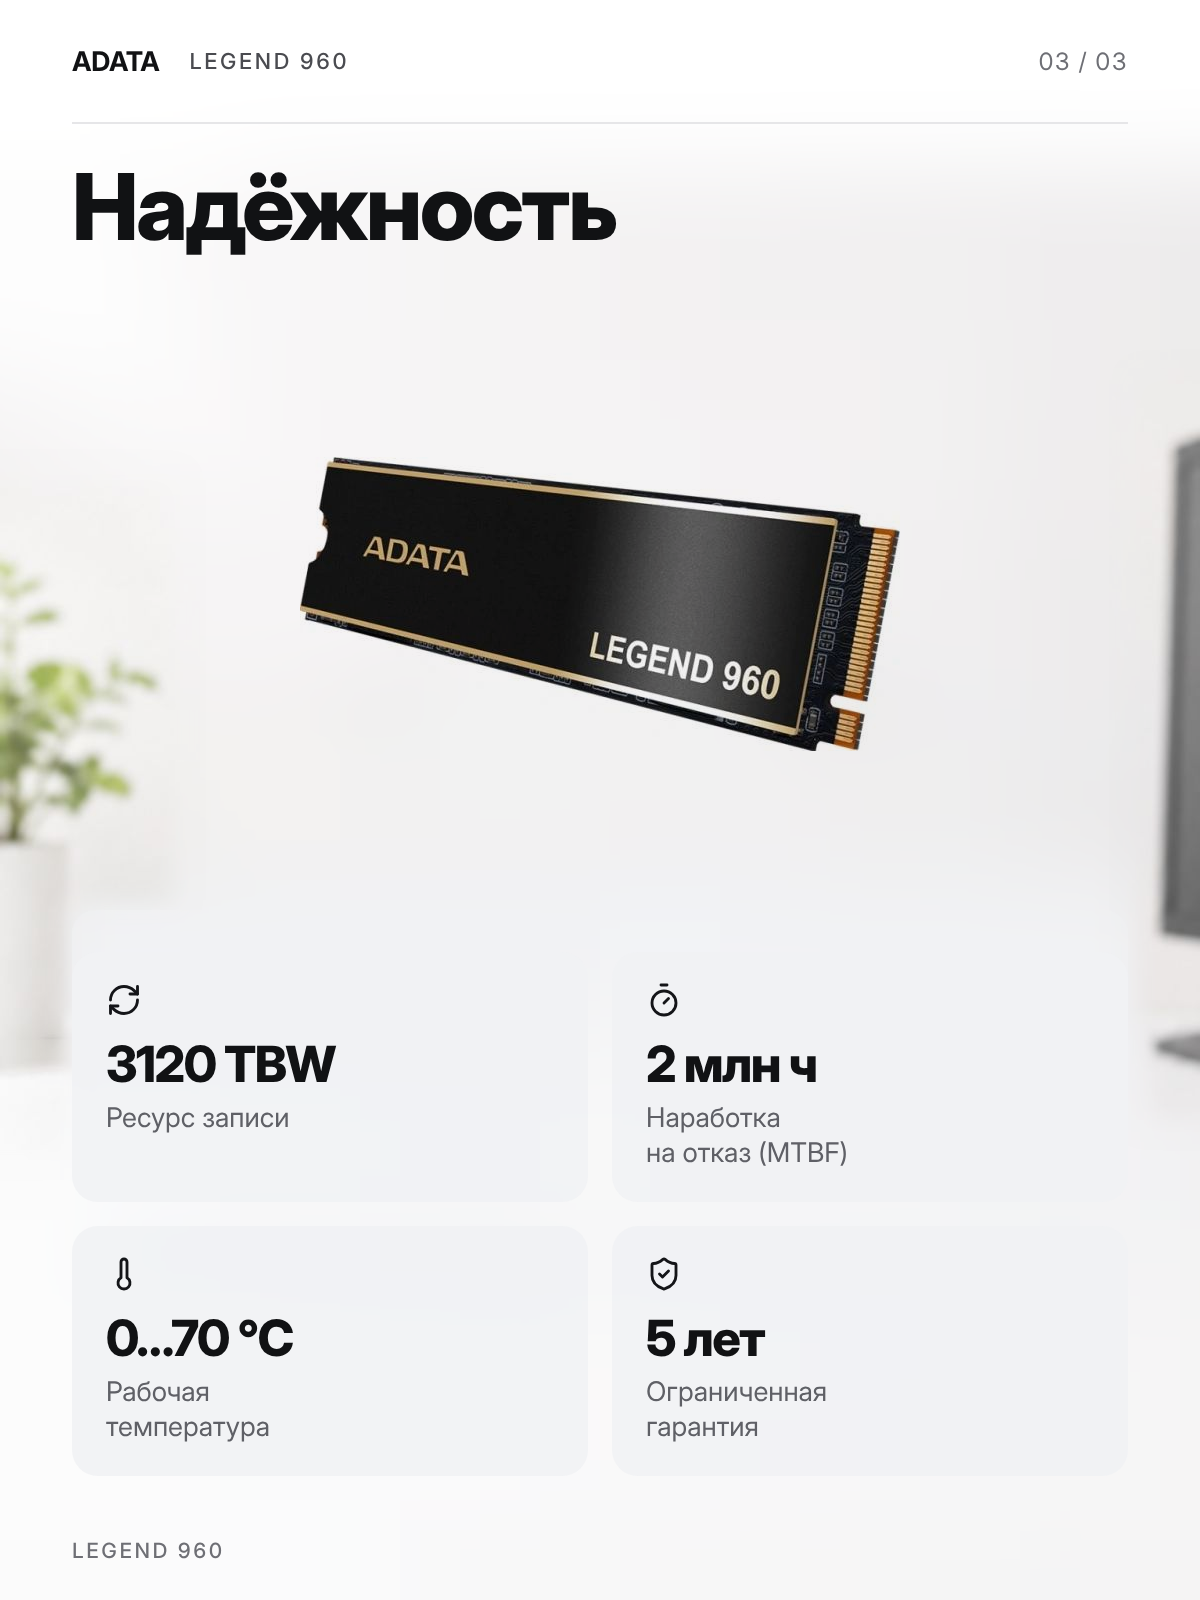 ADATA LEGEND 960
03 / 03
Надёжность
ADATA
LEGEND 960
3120 TBW
Ресурс записи
2 млн ч
Наработка
на отказ (MTBF)
0...70 °C
Рабочая
температура
5 лет
Ограниченная
гарантия
LEGEND 960